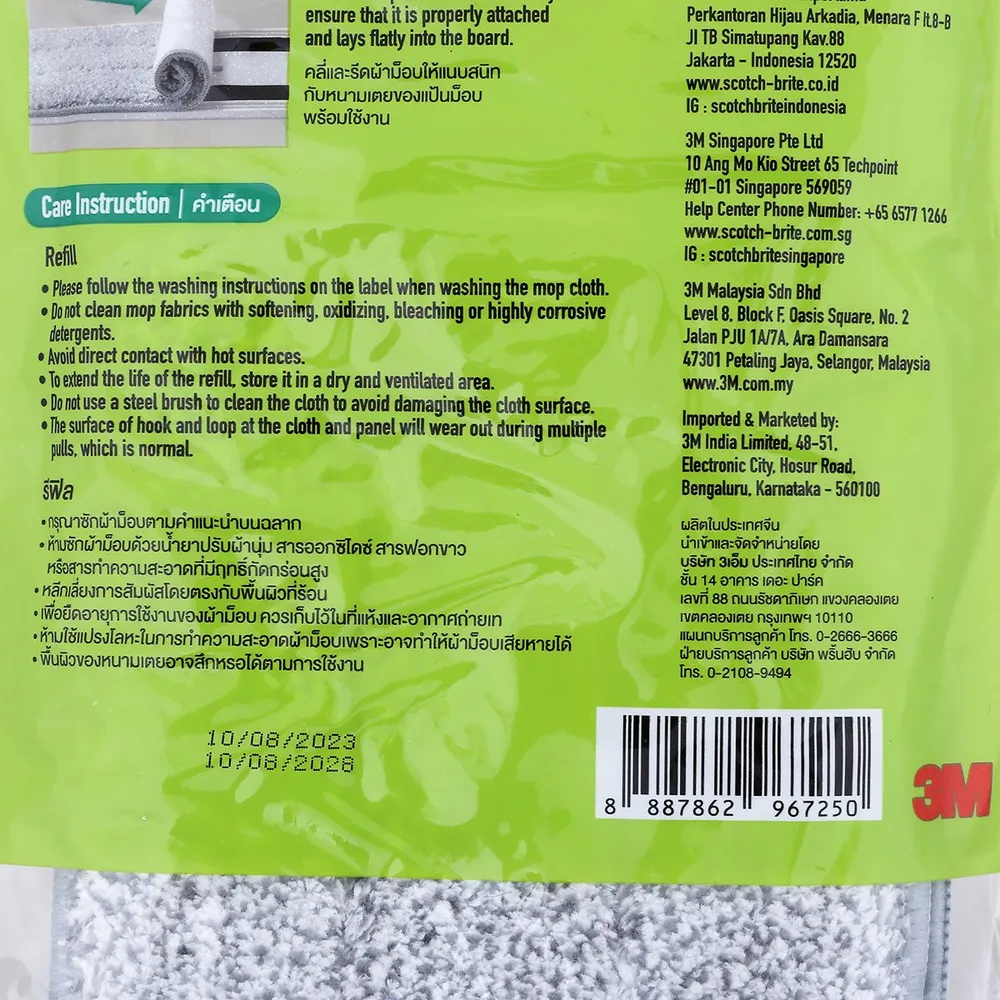 ensure that it is properly attached
and lays flatly into the board.
คลี่และรีดผ้าม็อบให้แนบสนิท
กับหนามเตยของแป้นม็อบ
พร้อมใช้งาน
Care Instruction | คำเตือน
Refill
• Please follow the washing instructions on the label when washing the mop cloth.
• Do not clean mop fabrics with softening, oxidizing, bleaching or highly corrosive
detergents.
• Avoid direct contact with hot surfaces.
• To extend the life of the refill, store it in a dry and ventilated area.
• Do not use a steel brush to clean the cloth to avoid damaging the cloth surface.
• The surface of hook and loop at the cloth and panel will wear out during multiple
pulls, which is normal.
รีฟิล
• กรุณาซักผ้าม็อบตามคำแนะนำบนฉลาก
• ห้ามซักผ้าม็อบด้วยน้ำยาปรับผ้านุ่ม สารออกซิไดซ์ สารฟอกขาว
หรือสารทำความสะอาดที่มีฤทธิ์กัดกร่อนสูง
• หลีกเลี่ยงการสัมผัสโดยตรงกับพื้นผิวที่ร้อน
• เพื่อยืดอายุการใช้งานของผ้าม็อบ ควรเก็บไว้ในที่แห้งและอากาศถ่ายเท
• ห้ามใช้แปรงโลหะในการทำความสะอาดผ้าม็อบเพราะอาจทำให้ผ้าม็อบเสียหายได้
• พื้นผิวของหนามเตยอาจสึกหรอได้ตามการใช้งาน
10/08/2023
10/08/2028
Perkantoran Hijau Arkadia, Menara F lt.8-B
Jl TB Simatupang Kav.88
Jakarta - Indonesia 12520
www.scotch-brite.co.id
IG : scotchbriteindonesia
3M Singapore Pte Ltd
10 Ang Mo Kio Street 65 Techpoint
#01-01 Singapore 569059
Help Center Phone Number: +65 6577 1266
www.scotch-brite.com.sg
IG : scotchbritesingapore
3M Malaysia Sdn Bhd
Level 8, Block F, Oasis Square, No. 2
Jalan PJU 1A/7A, Ara Damansara
47301 Petaling Jaya, Selangor, Malaysia
www.3M.com.my
Imported & Marketed by:
3M India Limited, 48-51,
Electronic City, Hosur Road,
Bengaluru, Karnataka - 560100
ผลิตในประเทศจีน
นำเข้าและจัดจำหน่ายโดย
บริษัท 3เอ็ม ประเทศไทย จำกัด
ชั้น 14 อาคาร เดอะ ปาร์ค
เลขที่ 88 ถนนรัชดาภิเษก แขวงคลองเตย
เขตคลองเตย กรุงเทพฯ 10110
แผนกบริการลูกค้า โทร. 0-2666-3666
ฝ่ายบริการลูกค้า บริษัท พริ้นฮับ จำกัด
โทร. 0-2108-9494
8 887862 967250
3M